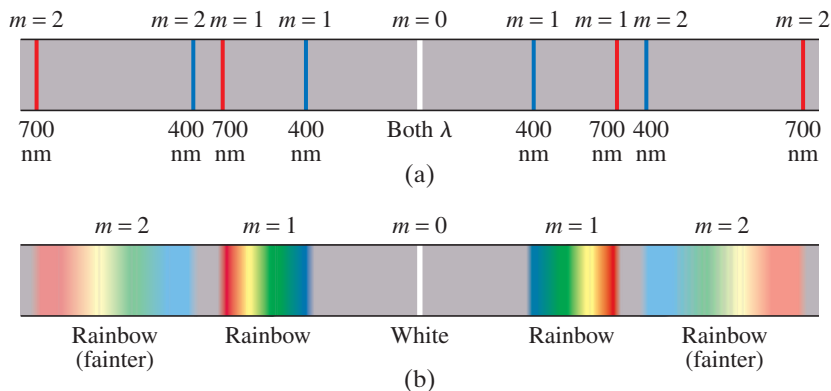 m = 2 m = 2 m = 1 m = 1 m = 0 m = 1 m = 1 m = 2 m = 2
700 nm 400 nm 700 nm 400 nm Both λ 400 nm 700 nm 400 nm 700 nm
(a)
m = 2 m = 1 m = 0 m = 1 m = 2
Rainbow (fainter) Rainbow White Rainbow Rainbow (fainter)
(b)